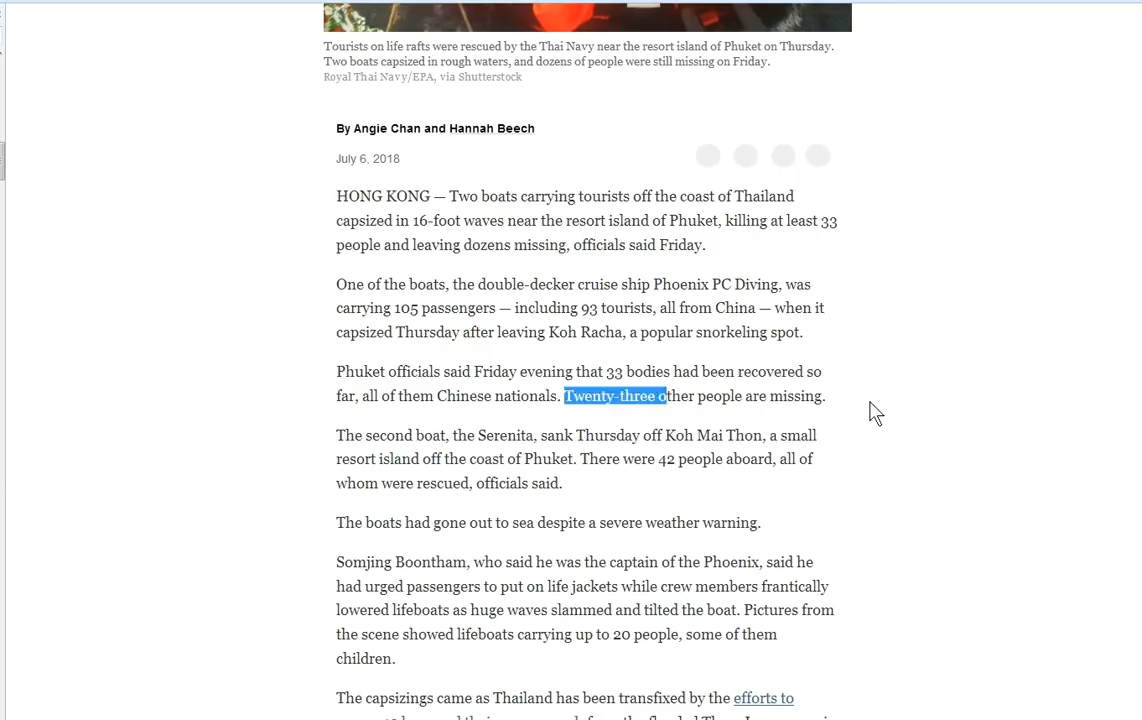 Tourists on life rafts were rescued by the Thai Navy near the resort island of Phuket on Thursday.
Two boats capsized in rough waters, and dozens of people were still missing on Friday.
Royal Thai Navy/EPA, via Shutterstock
By Angie Chan and Hannah Beech
July 6, 2018
HONG KONG — Two boats carrying tourists off the coast of Thailand
capsized in 16-foot waves near the resort island of Phuket, killing at least 33
people and leaving dozens missing, officials said Friday.
One of the boats, the double-decker cruise ship Phoenix PC Diving, was
carrying 105 passengers — including 93 tourists, all from China — when it
capsized Thursday after leaving Koh Racha, a popular snorkeling spot.
Phuket officials said Friday evening that 33 bodies had been recovered so
far, all of them Chinese nationals. Twenty-three other people are missing.
The second boat, the Serenita, sank Thursday off Koh Mai Thon, a small
resort island off the coast of Phuket. There were 42 people aboard, all of
whom were rescued, officials said.
The boats had gone out to sea despite a severe weather warning.
Somjing Boontham, who said he was the captain of the Phoenix, said he
had urged passengers to put on life jackets while crew members frantically
lowered lifeboats as huge waves slammed and tilted the boat. Pictures from
the scene showed lifeboats carrying up to 20 people, some of them
children.
The capsizings came as Thailand has been transfixed by the efforts to